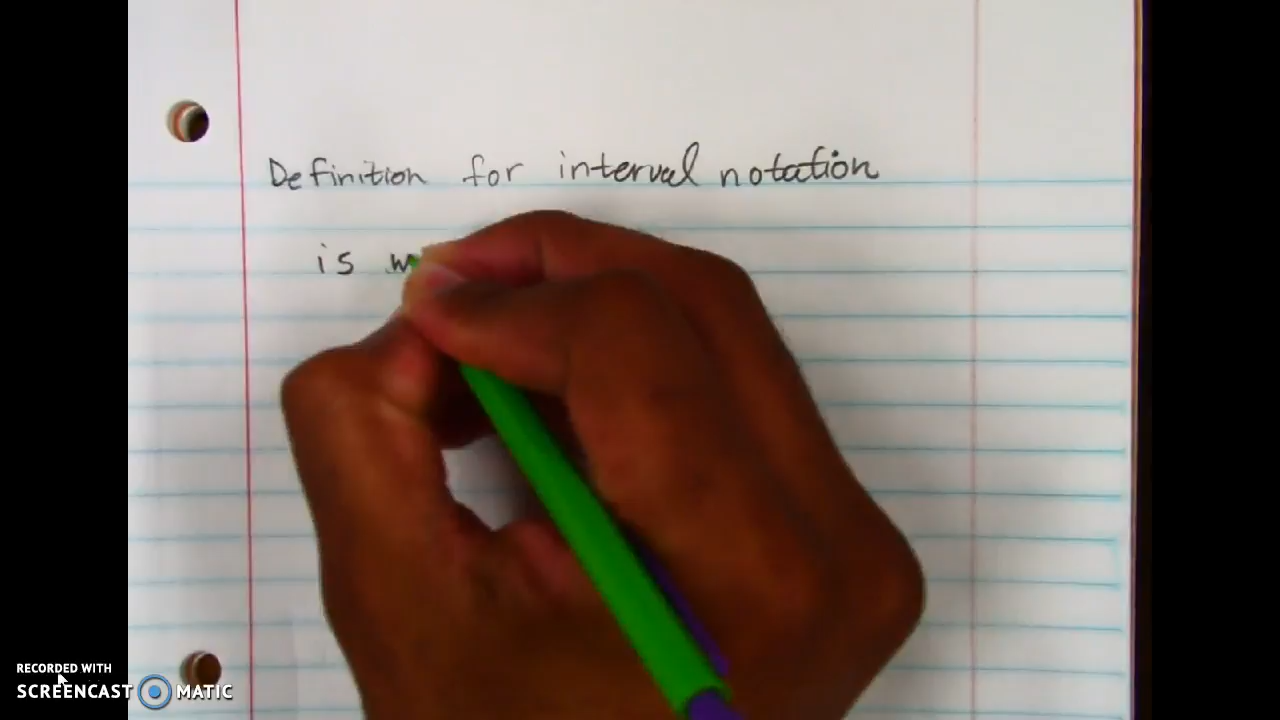 Definition for interval notation
is w
RECORDED WITH
SCREENCAST MATIC